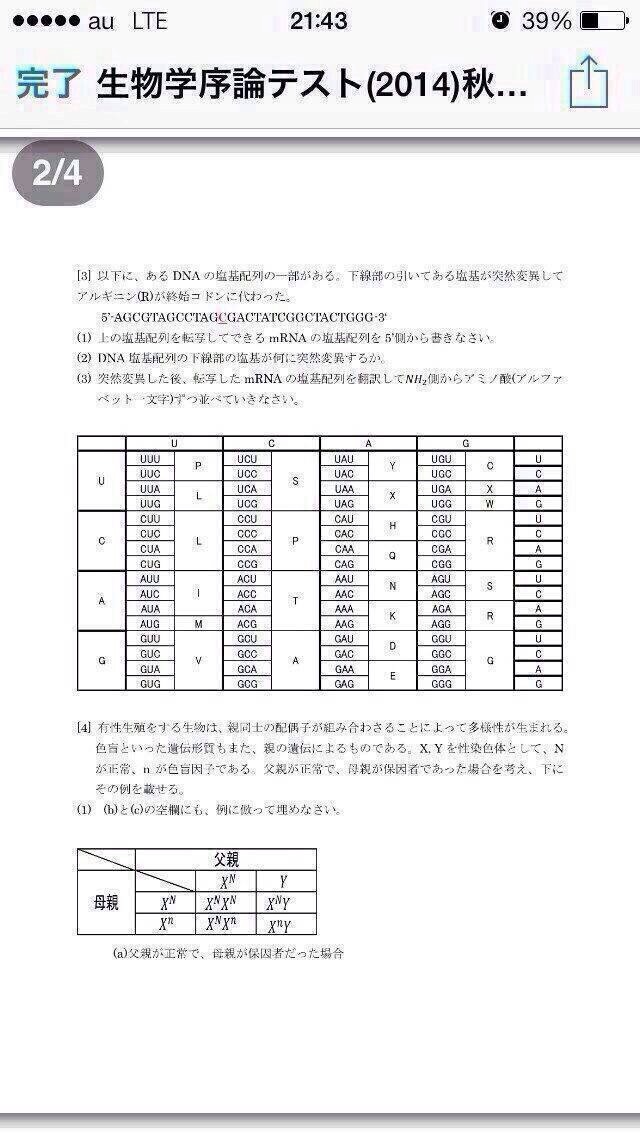 au LTE 21:43 39%
完了 生物学序論テスト(2014)秋…
2/4
[3] 以下に、ある DNA の塩基配列の一部がある。下線部の引いてある塩基が突然変異して
アルギニン(R)が終始コドンに代わった。
5'-AGCGTAGCCTAGCGACTATCGGCTACTGGG-3'
(1) 上の塩基配列を転写してできる mRNA の塩基配列を 5'側から書きなさい。
(2) DNA 塩基配列の下線部の塩基が何に突然変異するか。
(3) 突然変異した後、転写した mRNA の塩基配列を翻訳してNH₂側からアミノ酸(アルファ
ベット一文字)ずつ並べていきなさい。
U C A G
U UUU P UCU S UAU Y UGU C U
UUC UCC UAC UGC C
UUA L UCA UAA X UGA X A
UUG UCG UAG UGG W G
C CUU L CCU P CAU H CGU R U
CUC CCC CAC CGC C
CUA CCA CAA Q CGA A
CUG CCG CAG CGG G
A AUU I ACU T AAU N AGU S U
AUC ACC AAC AGC C
AUA ACA AAA K AGA R A
AUG M ACG AAG AGG G
G GUU V GCU A GAU D GGU G U
GUC GCC GAC GGC C
GUA GCA GAA E GGA A
GUG GCG GAG GGG G
[4] 有性生殖をする生物は、親同士の配偶子が組み合わさることによって多様性が生まれる。
色盲といった遺伝形質もまた、親の遺伝によるものである。X, Y を性染色体として、N
が正常、n が色盲因子である。父親が正常で、母親が保因者であった場合を考え、下に
その例を載せる。
(1) (b)と(c)の空欄にも、例に倣って埋めなさい。
父親
Xᴺ Y
母親 Xᴺ XᴺXᴺ XᴺY
Xⁿ XᴺXⁿ XⁿY
(a)父親が正常で、母親が保因者だった場合